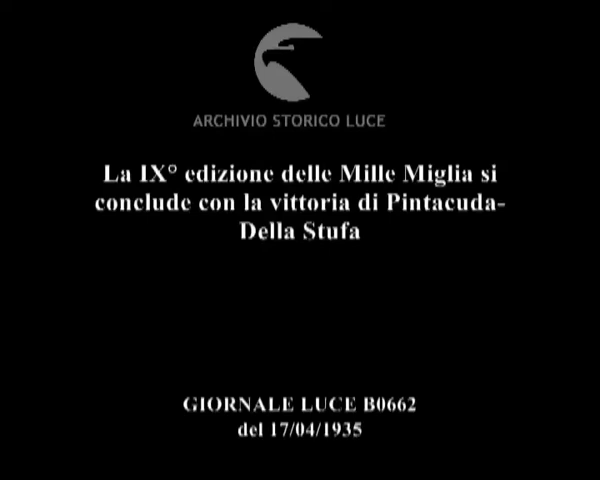 ARCHIVIO STORICO LUCE
La IX° edizione delle Mille Miglia si
conclude con la vittoria di Pintacuda-
Della Stufa
GIORNALE LUCE B0662
del 17/04/1935